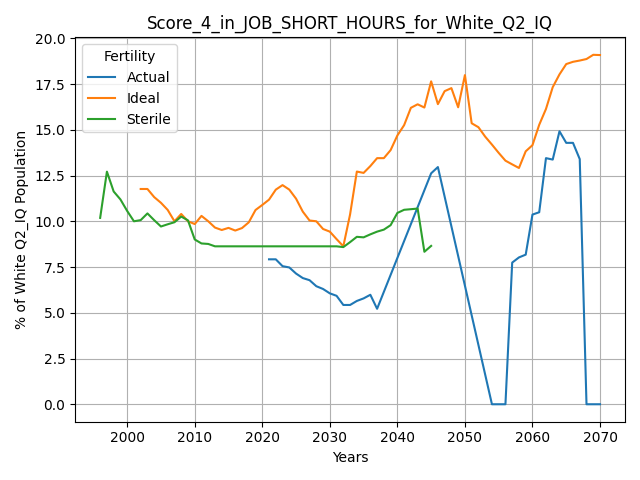 Score_4_in_JOB_SHORT_HOURS_for_White_Q2_IQ
Fertility
Actual
Ideal
Sterile
% of White Q2_IQ Population
20.0
17.5
15.0
12.5
10.0
7.5
5.0
2.5
0.0
2000 2010 2020 2030 2040 2050 2060 2070
Years